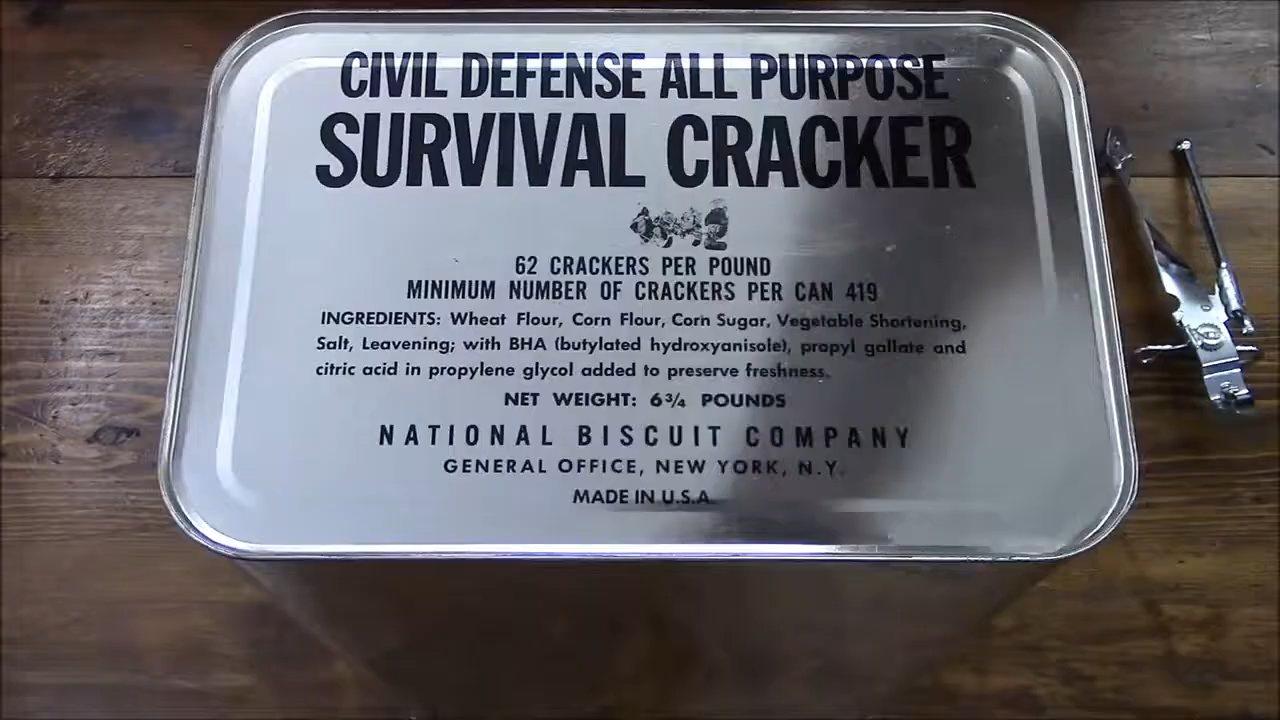 CIVIL DEFENSE ALL PURPOSE
SURVIVAL CRACKER
62 CRACKERS PER POUND
MINIMUM NUMBER OF CRACKERS PER CAN 419
INGREDIENTS: Wheat Flour, Corn Flour, Corn Sugar, Vegetable Shortening,
Salt, Leavening; with BHA (butylated hydroxyanisole), propyl gallate and
citric acid in propylene glycol added to preserve freshness.
NET WEIGHT: 6¾ POUNDS
NATIONAL BISCUIT COMPANY
GENERAL OFFICE, NEW YORK, N.Y.
MADE IN U.S.A.